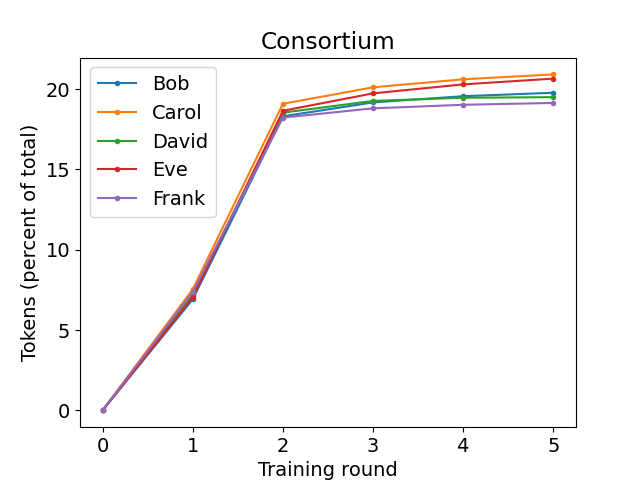 Consortium
Tokens (percent of total)
20
15
10
5
0
Bob
Carol
David
Eve
Frank
0 1 2 3 4 5
Training round